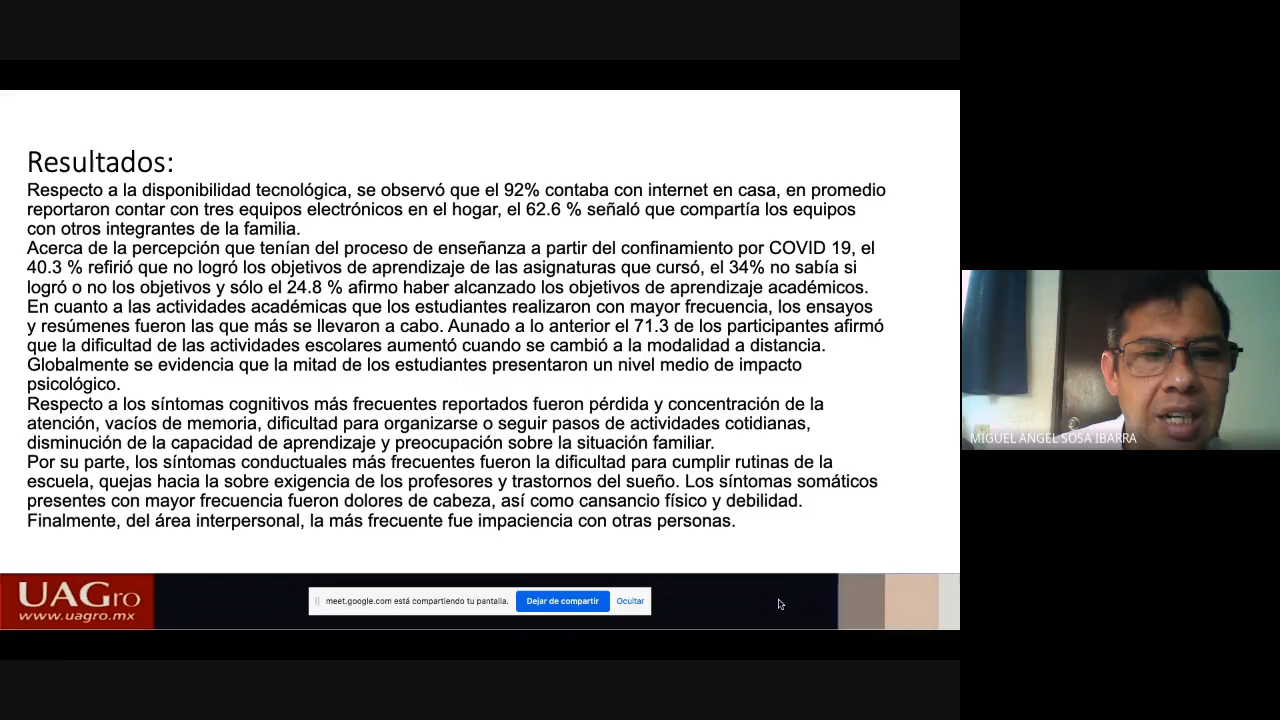 Resultados:
Respecto a la disponibilidad tecnológica, se observó que el 92% contaba con internet en casa, en promedio
reportaron contar con tres equipos electrónicos en el hogar, el 62.6 % señaló que compartía los equipos
con otros integrantes de la familia.
Acerca de la percepción que tenían del proceso de enseñanza a partir del confinamiento por COVID 19, el
40.3 % refirió que no logró los objetivos de aprendizaje de las asignaturas que cursó, el 34% no sabía si
logró o no los objetivos y sólo el 24.8 % afirmo haber alcanzado los objetivos de aprendizaje académicos.
En cuanto a las actividades académicas que los estudiantes realizaron con mayor frecuencia, los ensayos
y resúmenes fueron las que más se llevaron a cabo. Aunado a lo anterior el 71.3 de los participantes afirmó
que la dificultad de las actividades escolares aumentó cuando se cambió a la modalidad a distancia.
Globalmente se evidencia que la mitad de los estudiantes presentaron un nivel medio de impacto
psicológico.
Respecto a los síntomas cognitivos más frecuentes reportados fueron pérdida y concentración de la
atención, vacíos de memoria, dificultad para organizarse o seguir pasos de actividades cotidianas,
disminución de la capacidad de aprendizaje y preocupación sobre la situación familiar.
Por su parte, los síntomas conductuales más frecuentes fueron la dificultad para cumplir rutinas de la
escuela, quejas hacia la sobre exigencia de los profesores y trastornos del sueño. Los síntomas somáticos
presentes con mayor frecuencia fueron dolores de cabeza, así como cansancio físico y debilidad.
Finalmente, del área interpersonal, la más frecuente fue impaciencia con otras personas.
UAGro
www.uagro.mx
meet.google.com está compartiendo tu pantalla. Dejar de compartir Ocultar
MIGUEL ANGEL SOSA IBARRA